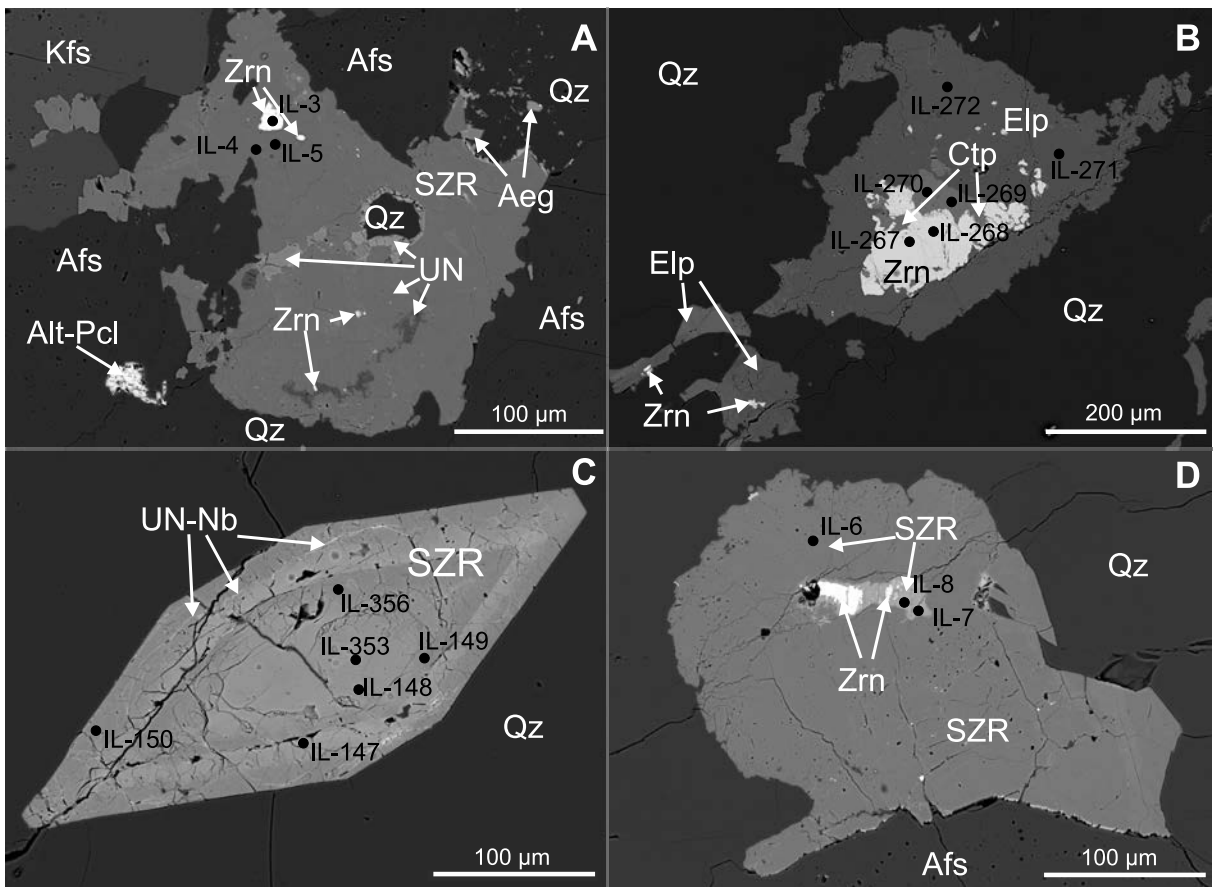 A
Kfs
Afs
Zrn
Qz
IL-3
IL-4
IL-5
SZR
Aeg
Qz
Afs
UN
Zrn
Afs
Alt-Pcl
Qz
100 µm
B
Qz
IL-272
Elp
Ctp
IL-271
IL-270
IL-269
IL-267
IL-268
Zrn
Elp
Qz
Zrn
200 µm
C
UN-Nb
SZR
IL-356
IL-353
IL-149
IL-148
IL-150
IL-147
Qz
100 µm
D
IL-6
SZR
Qz
IL-8
IL-7
Zrn
SZR
Afs
100 µm